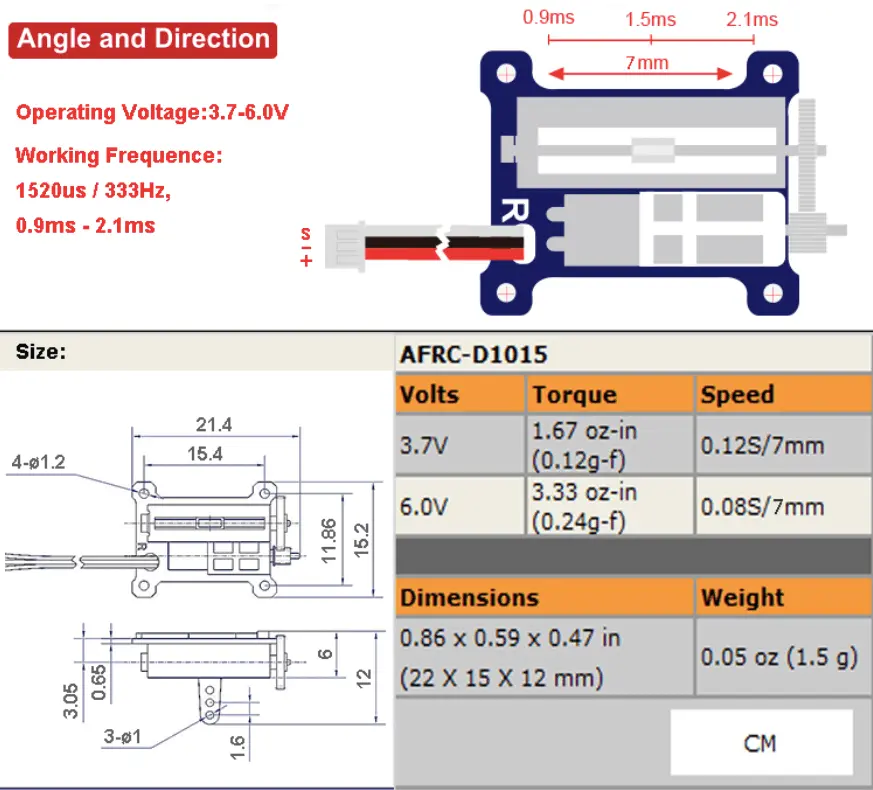 Angle and Direction
Operating Voltage:3.7-6.0V
Working Frequence:
1520us / 333Hz,
0.9ms - 2.1ms
0.9ms 1.5ms 2.1ms
7mm
R
S
−
+
Size:
21.4
15.4
4-ø1.2
11.86
15.2
R
3.05
0.65
6
12
3-ø1
1.6
AFRC-D1015
Volts Torque Speed
3.7V 1.67 oz-in (0.12g-f) 0.12S/7mm
6.0V 3.33 oz-in (0.24g-f) 0.08S/7mm
Dimensions Weight
0.86 x 0.59 x 0.47 in
(22 X 15 X 12 mm) 0.05 oz (1.5 g)
CM